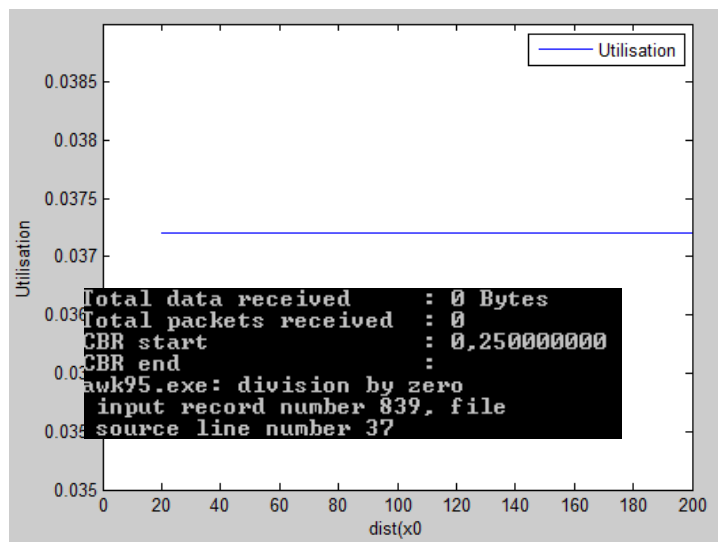 Utilisation
0.0385
0.038
0.0375
0.037
Utilisation
Total data received : 0 Bytes
Total packets received : 0
CBR start : 0,250000000
CBR end :
awk95.exe: division by zero
input record number 839, file
source line number 37
0.035
0 20 40 60 80 100 120 140 160 180 200
dist(x0